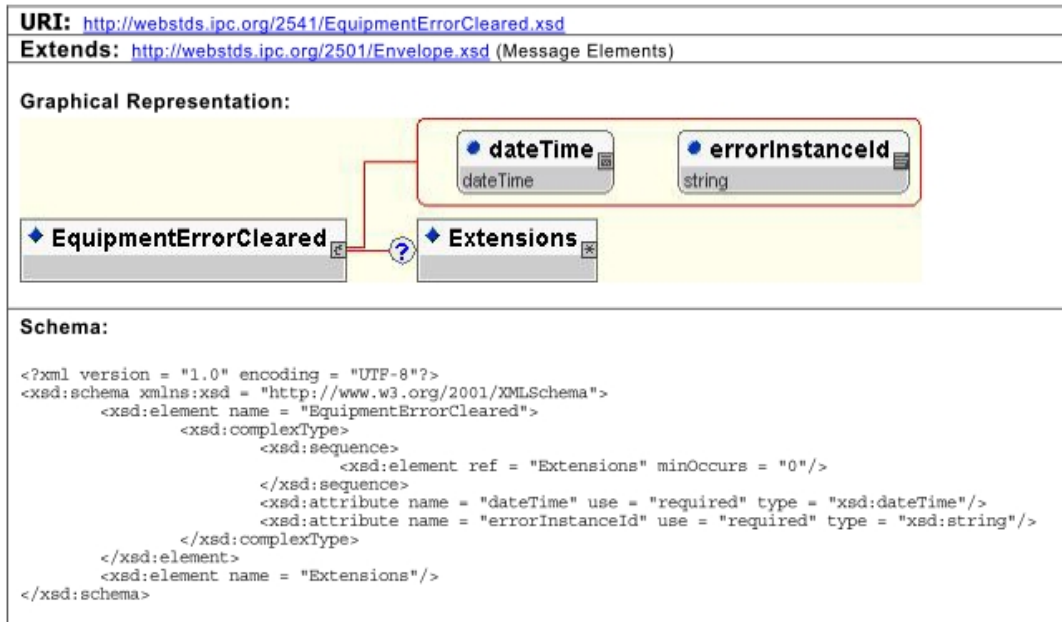 URI: http://webstds.ipc.org/2541/EquipmentErrorCleared.xsd
Extends: http://webstds.ipc.org/2501/Envelope.xsd (Message Elements)
Graphical Representation:
dateTime
dateTime
errorInstanceId
string
EquipmentErrorCleared
?
Extensions
Schema:
<?xml version = "1.0" encoding = "UTF-8"?>
<xsd:schema xmlns:xsd = "http://www.w3.org/2001/XMLSchema">
<xsd:element name = "EquipmentErrorCleared">
<xsd:complexType>
<xsd:sequence>
<xsd:element ref = "Extensions" minOccurs = "0"/>
</xsd:sequence>
<xsd:attribute name = "dateTime" use = "required" type = "xsd:dateTime"/>
<xsd:attribute name = "errorInstanceId" use = "required" type = "xsd:string"/>
</xsd:complexType>
</xsd:element>
<xsd:element name = "Extensions"/>
</xsd:schema>